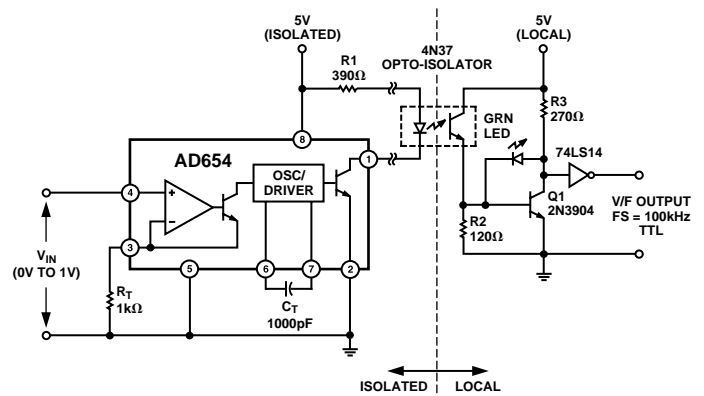 5V
(ISOLATED)
4N37
OPTO-ISOLATOR
5V
(LOCAL)
R1
390Ω
R3
270Ω
GRN
LED
8
AD654
1
OSC/
DRIVER
74LS14
4
+
−
3
V/F OUTPUT
FS = 100kHz
TTL
Q1
2N3904
R2
120Ω
VIN
(0V TO 1V)
RT
1kΩ
5
6
7
2
CT
1000pF
ISOLATED
LOCAL